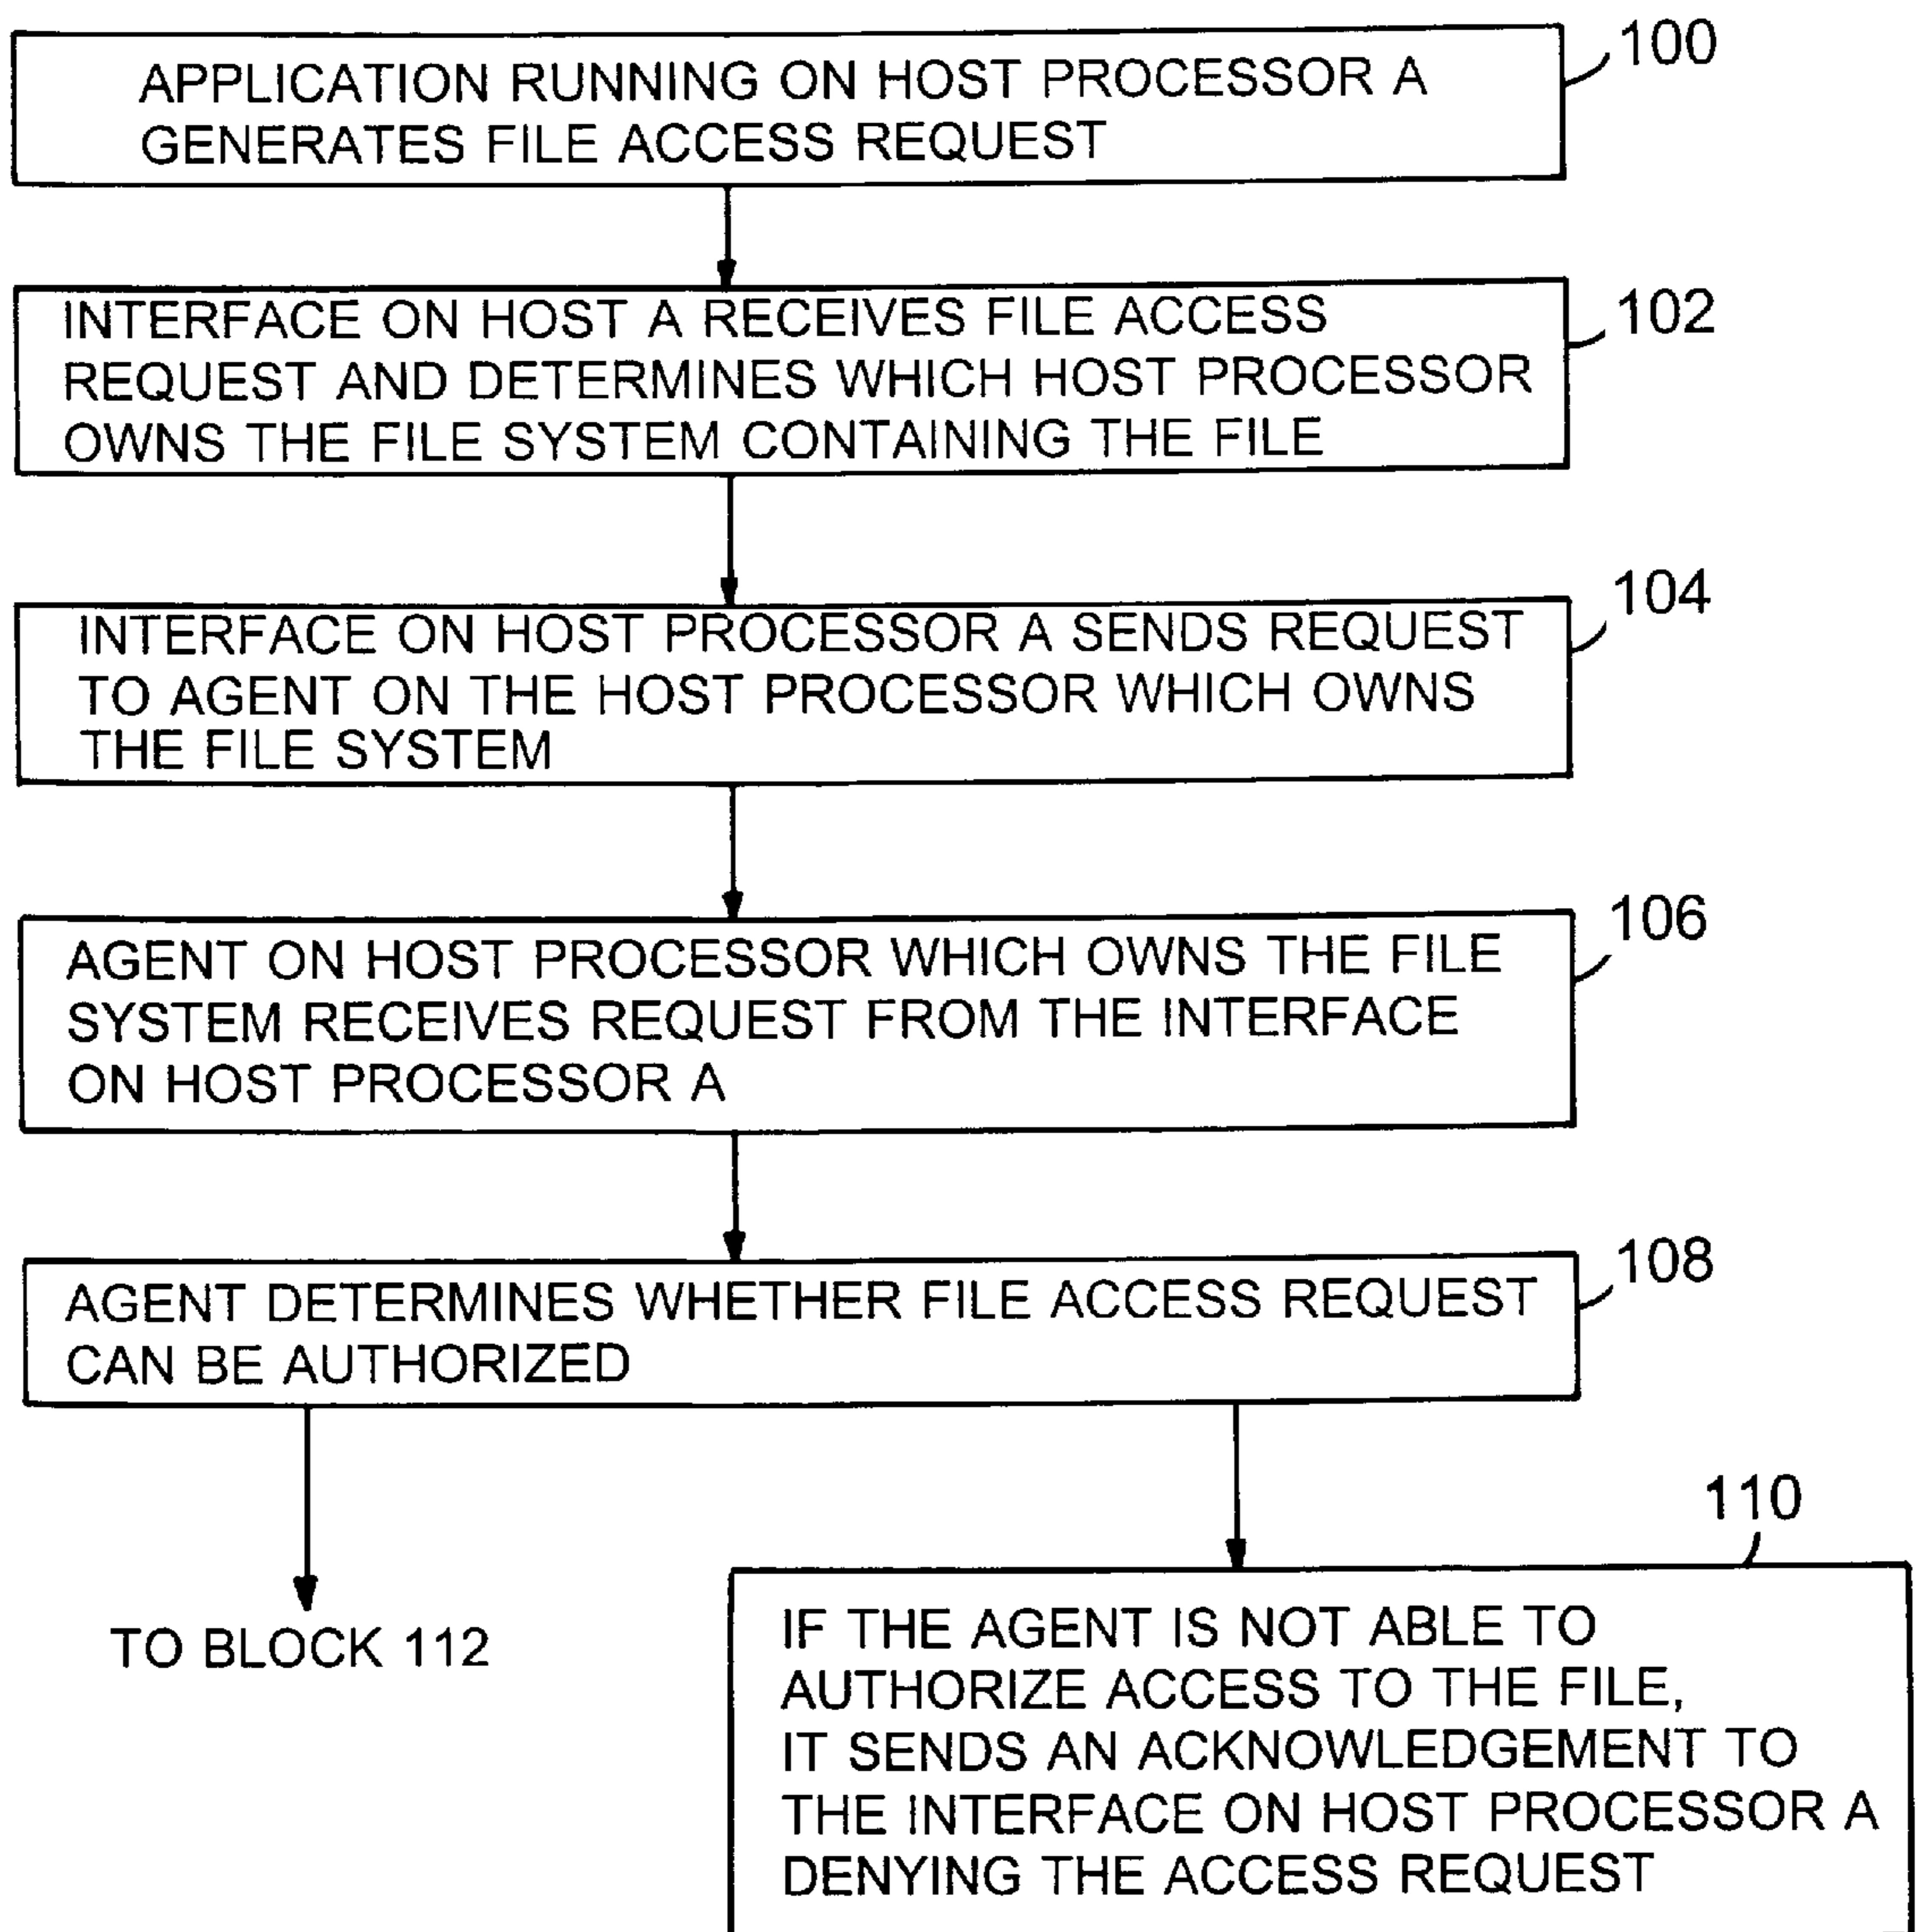 100
APPLICATION RUNNING ON HOST PROCESSOR A
GENERATES FILE ACCESS REQUEST
102
INTERFACE ON HOST A RECEIVES FILE ACCESS
REQUEST AND DETERMINES WHICH HOST PROCESSOR
OWNS THE FILE SYSTEM CONTAINING THE FILE
104
INTERFACE ON HOST PROCESSOR A SENDS REQUEST
TO AGENT ON THE HOST PROCESSOR WHICH OWNS
THE FILE SYSTEM
106
AGENT ON HOST PROCESSOR WHICH OWNS THE FILE
SYSTEM RECEIVES REQUEST FROM THE INTERFACE
ON HOST PROCESSOR A
108
AGENT DETERMINES WHETHER FILE ACCESS REQUEST
CAN BE AUTHORIZED
TO BLOCK 112
110
IF THE AGENT IS NOT ABLE TO
AUTHORIZE ACCESS TO THE FILE,
IT SENDS AN ACKNOWLEDGEMENT TO
THE INTERFACE ON HOST PROCESSOR A
DENYING THE ACCESS REQUEST